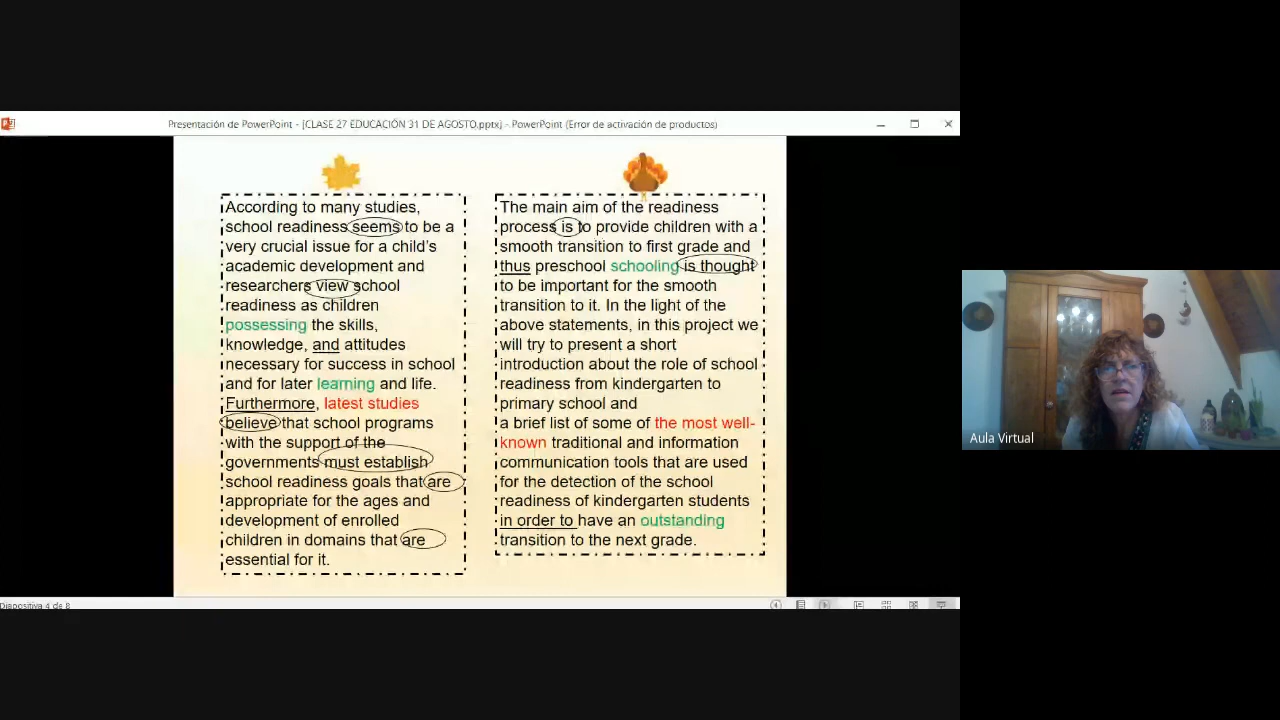 Presentación de PowerPoint - [CLASE 27 EDUCACIÓN 31 DE AGOSTO.pptx] - PowerPoint (Error de activación de productos)
According to many studies,
school readiness seems to be a
very crucial issue for a child's
academic development and
researchers view school
readiness as children
possessing the skills,
knowledge, and attitudes
necessary for success in school
and for later learning and life.
Furthermore, latest studies
believe that school programs
with the support of the
governments must establish
school readiness goals that are
appropriate for the ages and
development of enrolled
children in domains that are
essential for it.
The main aim of the readiness
process is to provide children with a
smooth transition to first grade and
thus preschool schooling is thought
to be important for the smooth
transition to it. In the light of the
above statements, in this project we
will try to present a short
introduction about the role of school
readiness from kindergarten to
primary school and
a brief list of some of the most well-
known traditional and information
communication tools that are used
for the detection of the school
readiness of kindergarten students
in order to have an outstanding
transition to the next grade.
Diapositiva 4 de 8
Aula Virtual